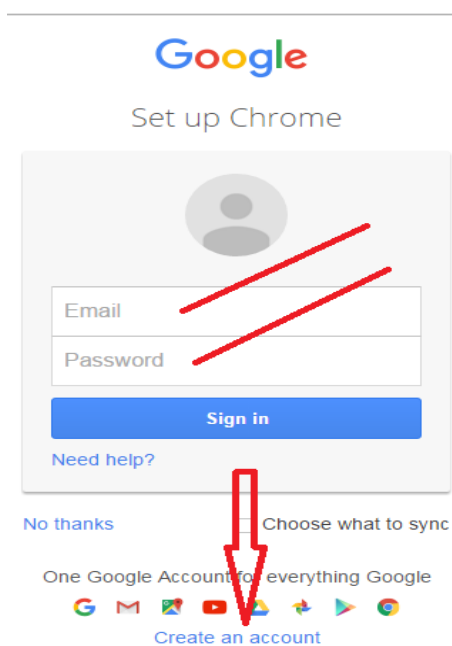 Google
Set up Chrome
Email
Password
Sign in
Need help?
No thanks
Choose what to sync
One Google Account for everything Google
Create an account